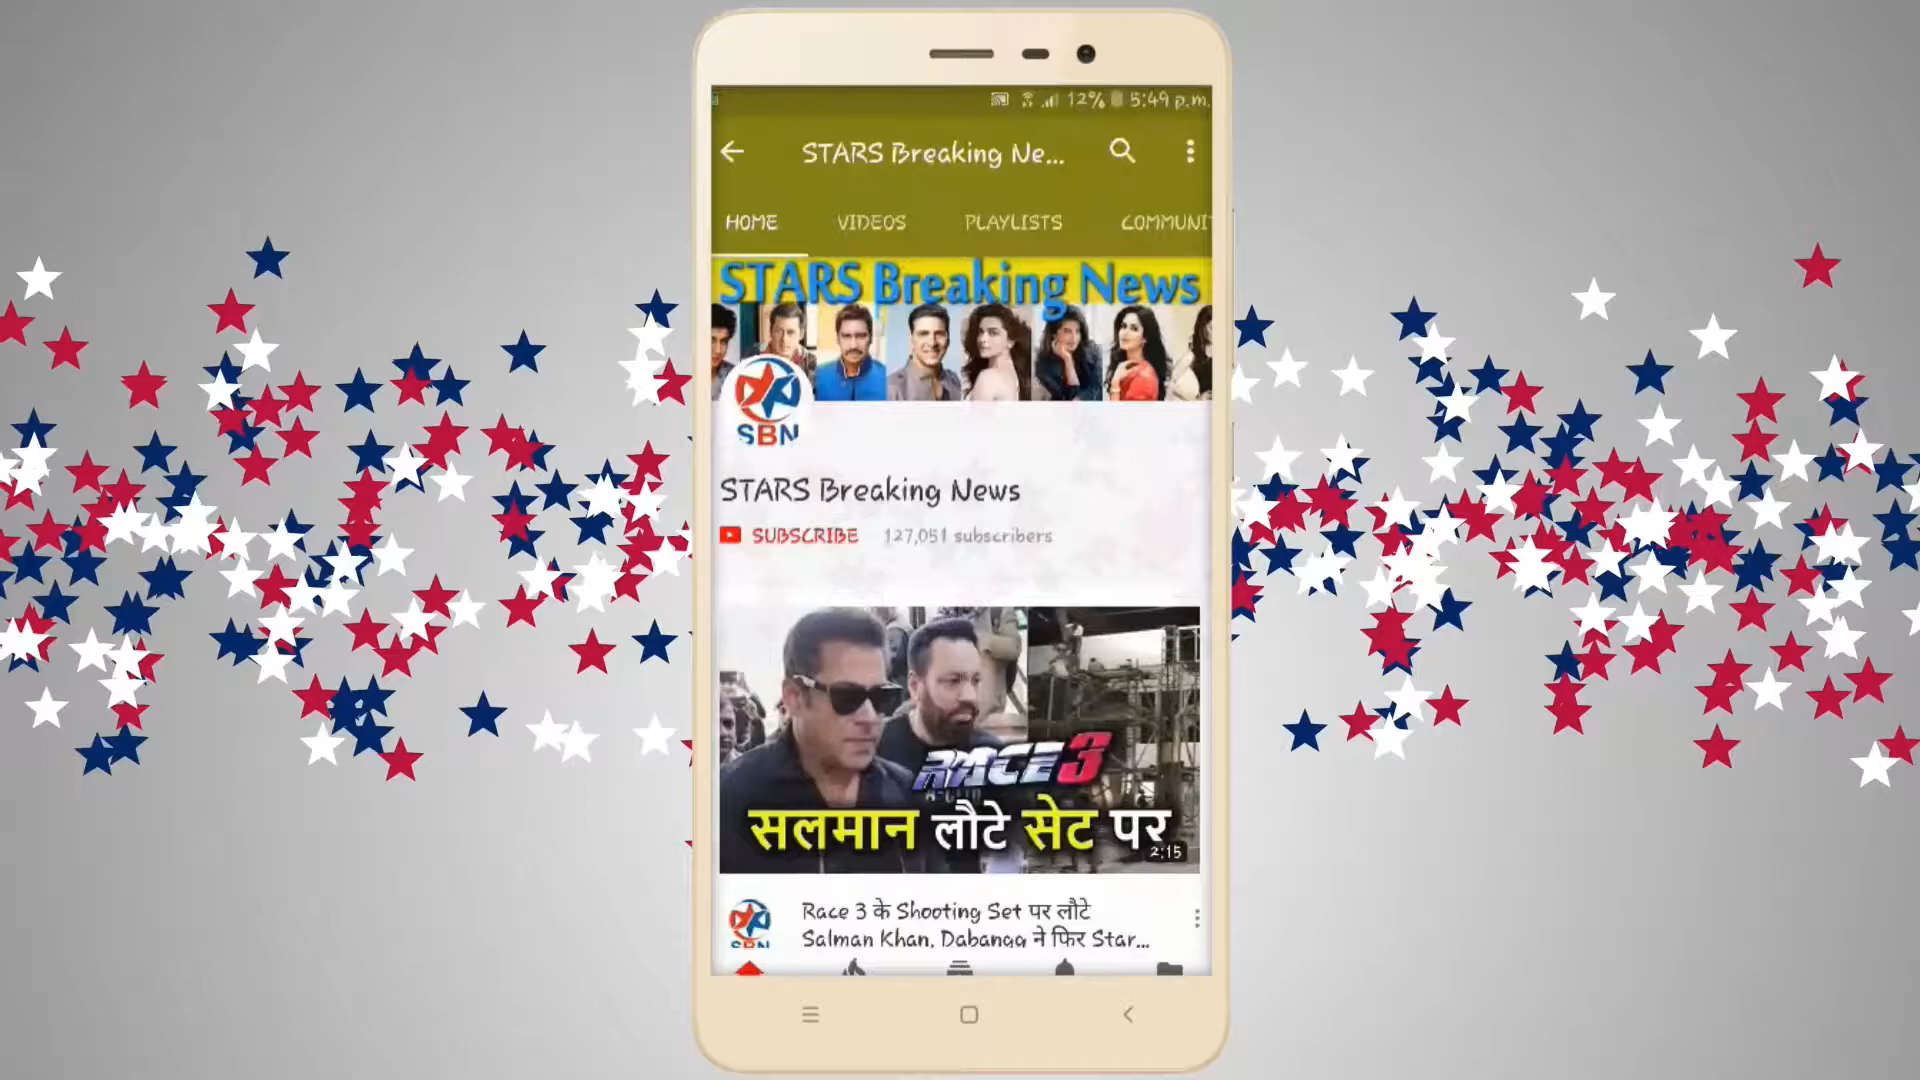 12% 5:49 p.m.
STARS Breaking Ne...
HOME VIDEOS PLAYLISTS COMMUNI
STARS Breaking News
SBN
STARS Breaking News
SUBSCRIBE 127,051 subscribers
RACE 3
सलमान लौटे सेट पर
2:15
Race 3 के Shooting Set पर लौटे
Salman Khan, Dabangg ने फिर Star...
SBN